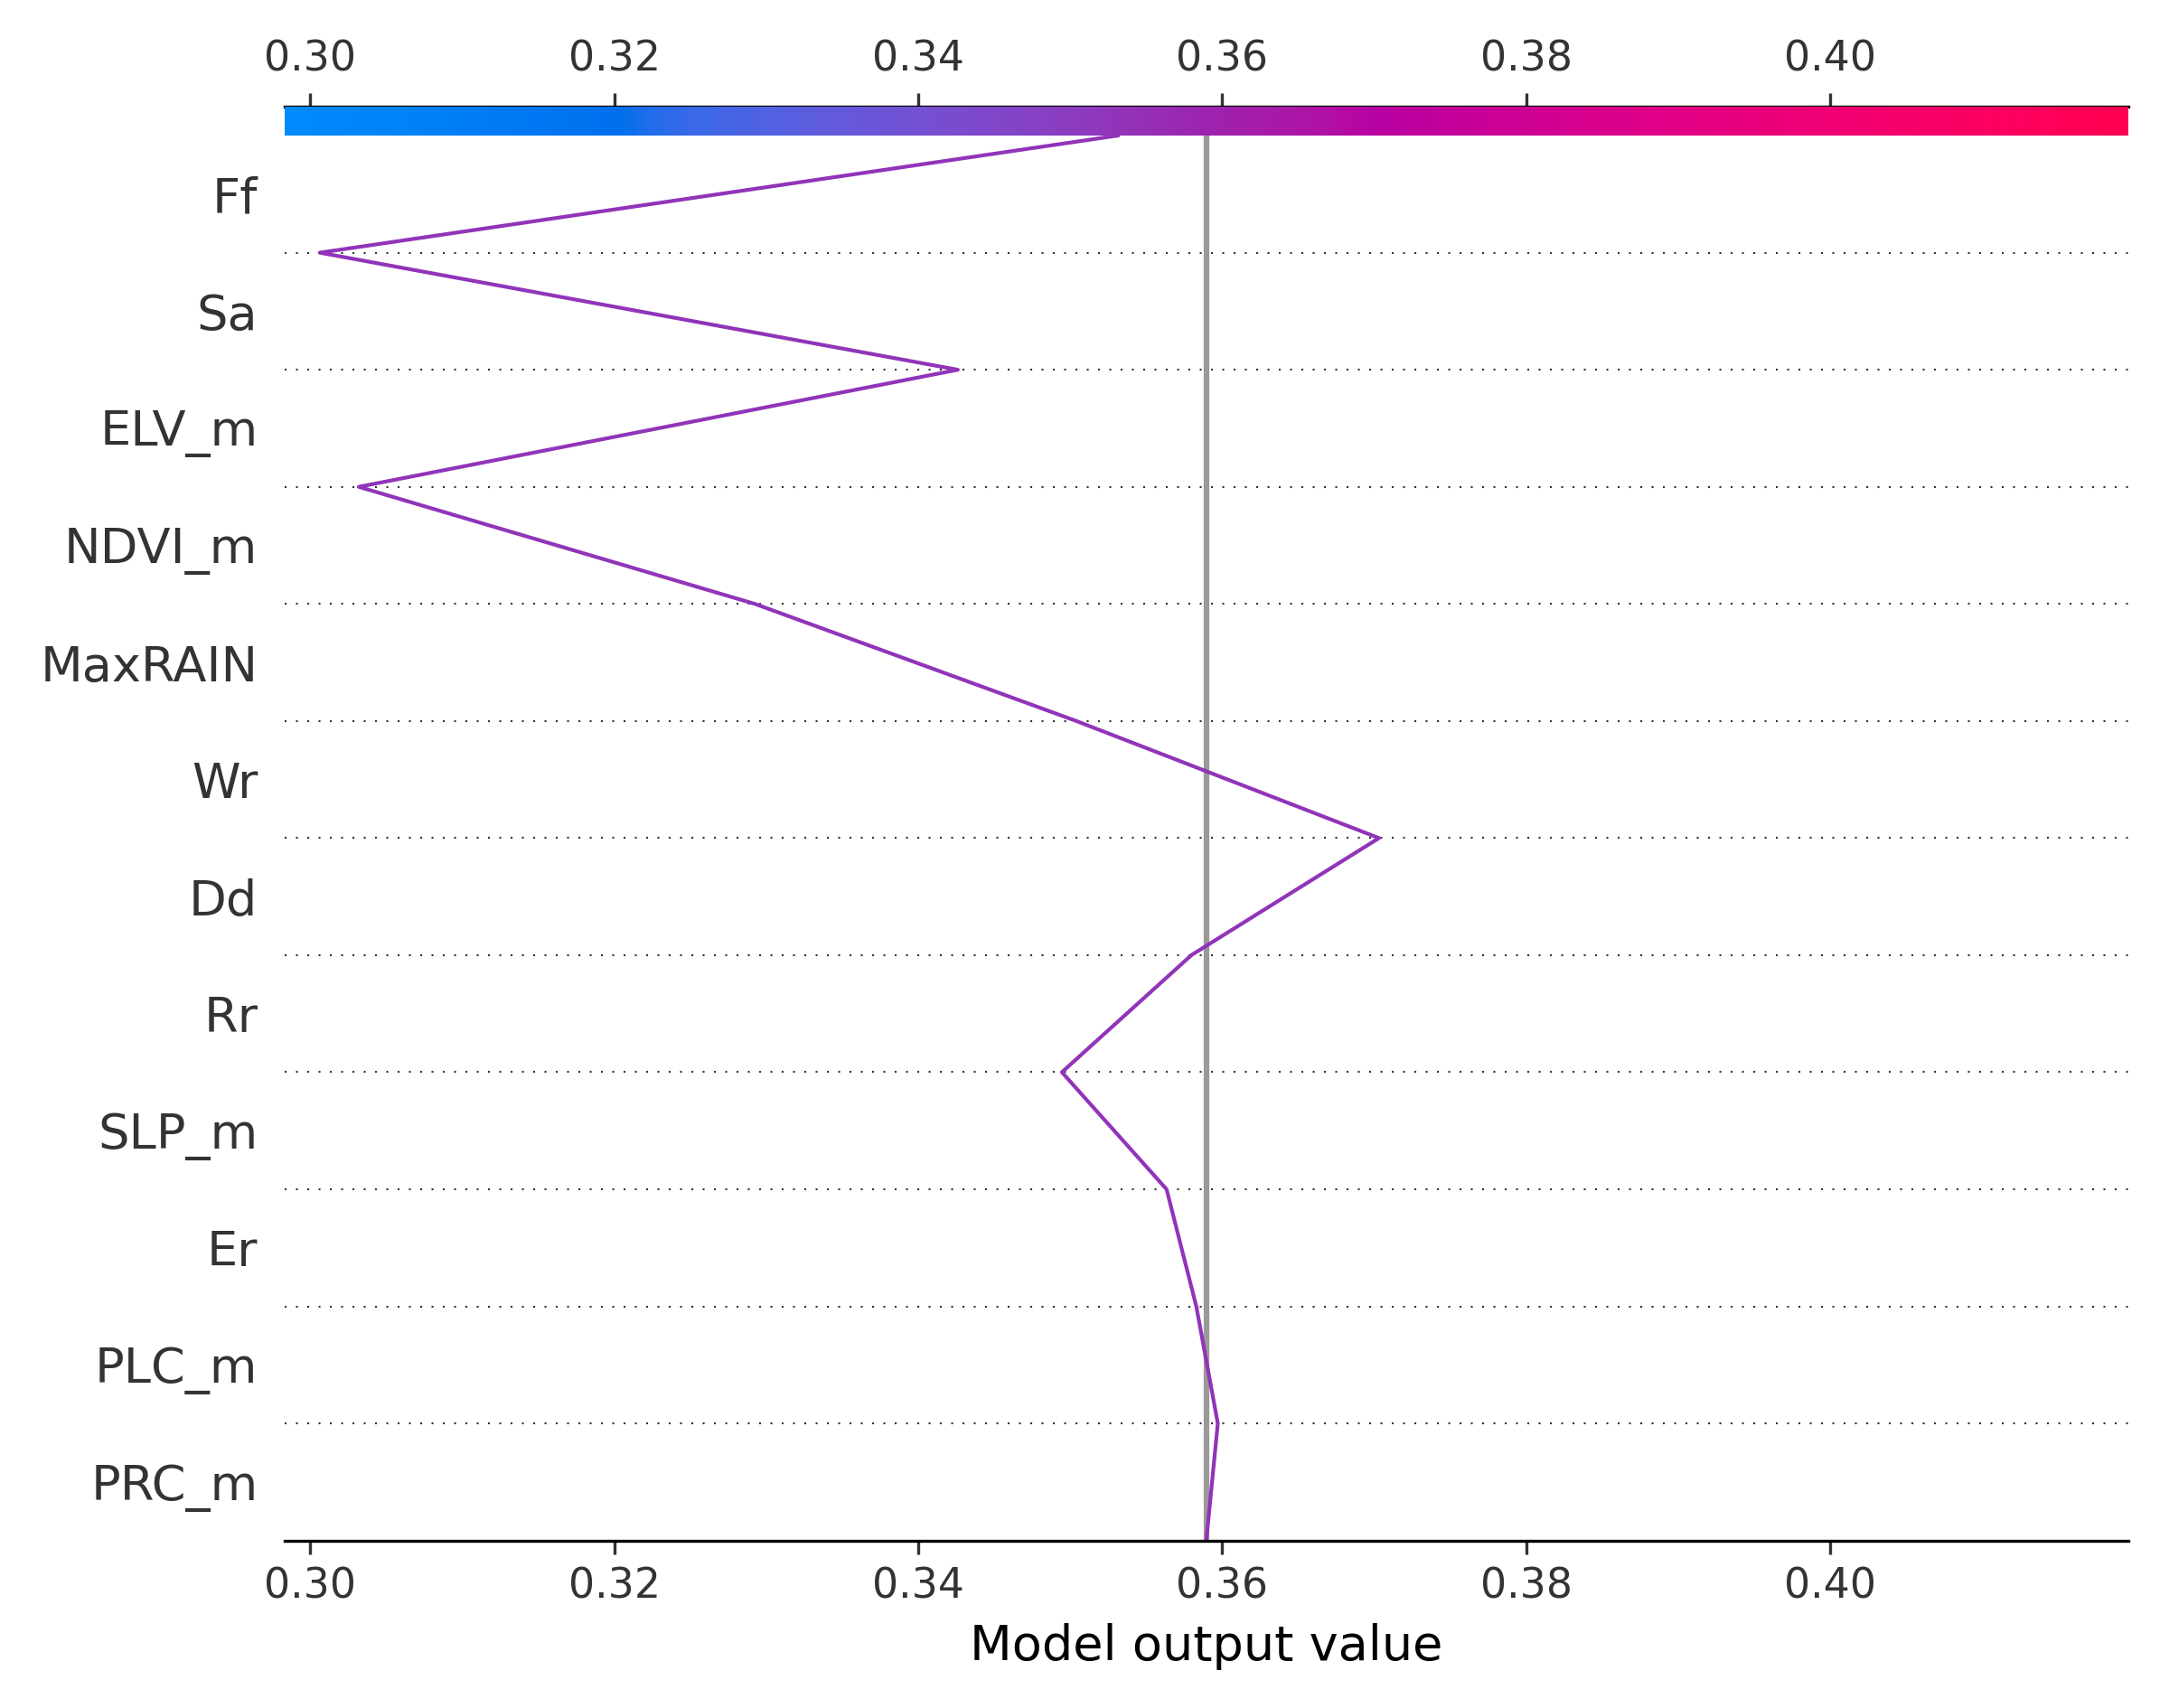 0.30 0.32 0.34 0.36 0.38 0.40
Ff
Sa
ELV_m
NDVI_m
MaxRAIN
Wr
Dd
Rr
SLP_m
Er
PLC_m
PRC_m
0.30 0.32 0.34 0.36 0.38 0.40
Model output value